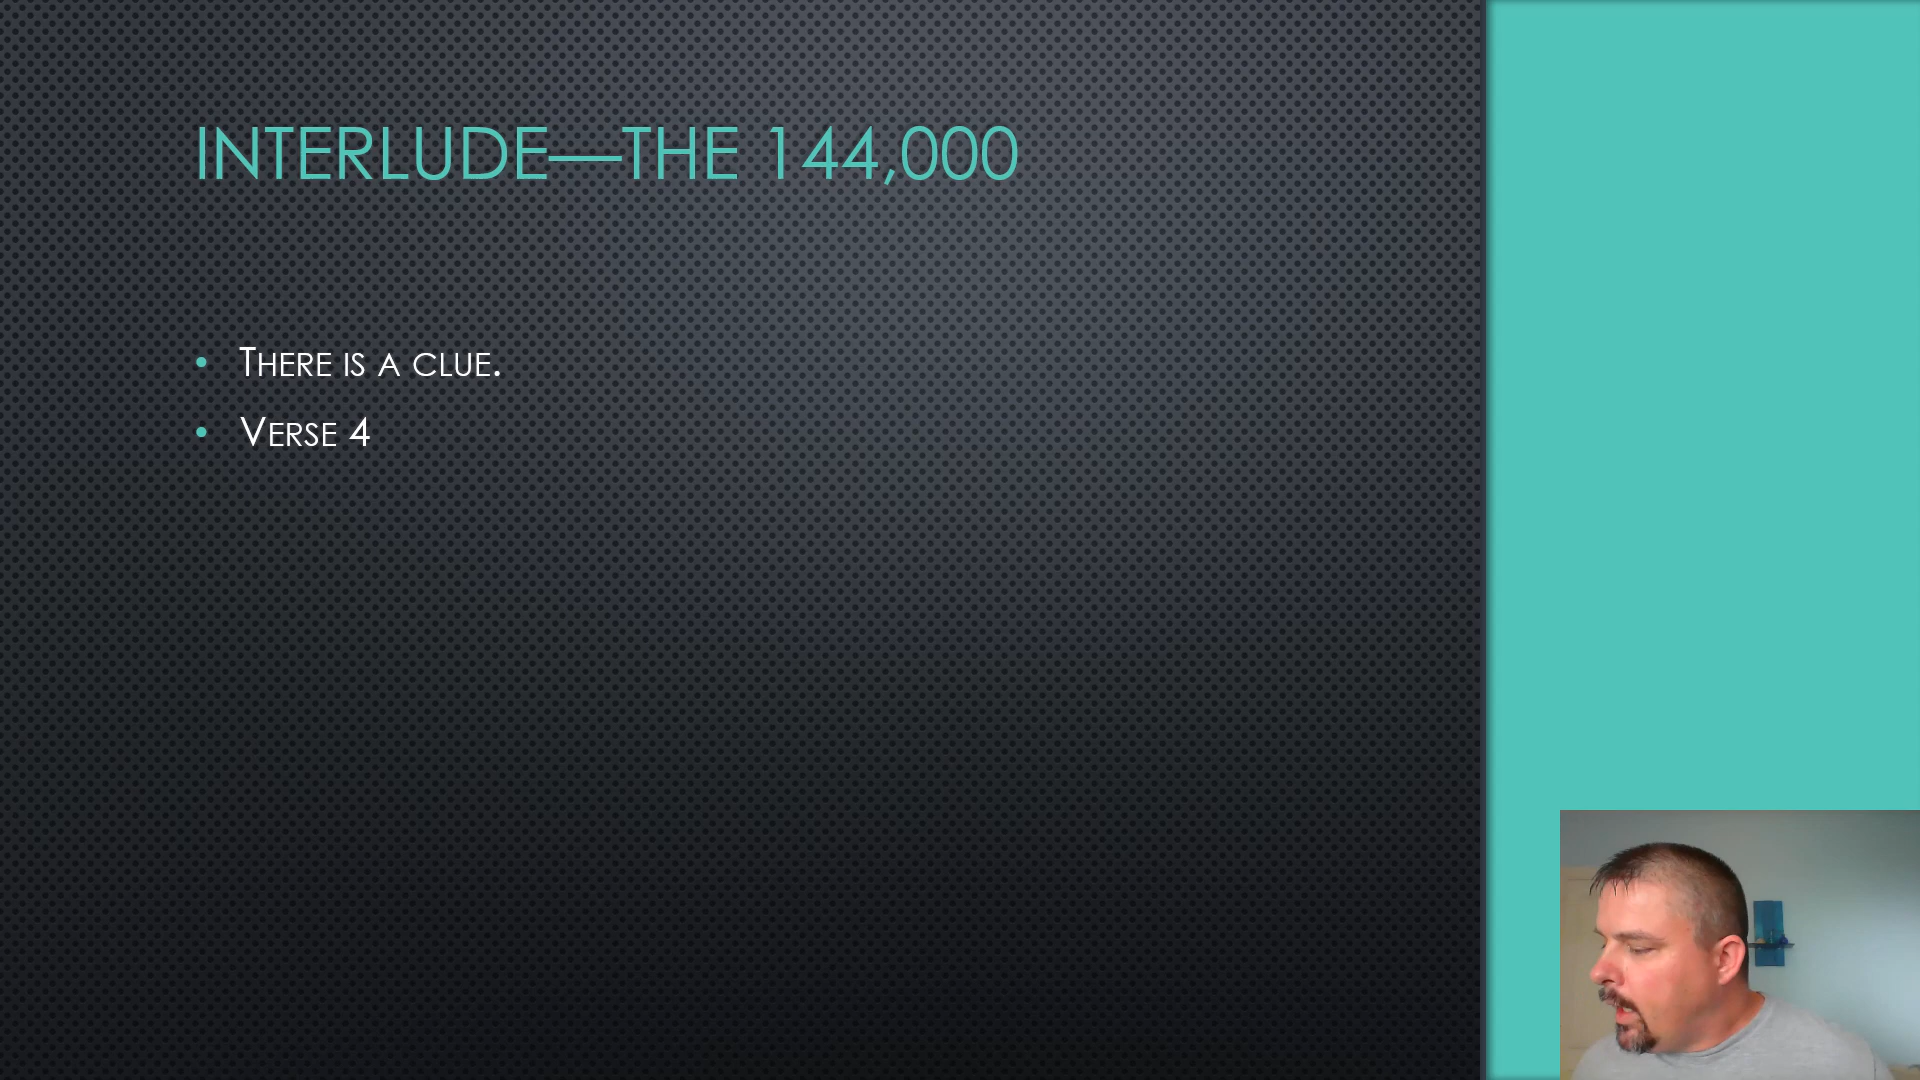 INTERLUDE—THE 144,000
• THERE IS A CLUE.
• VERSE 4